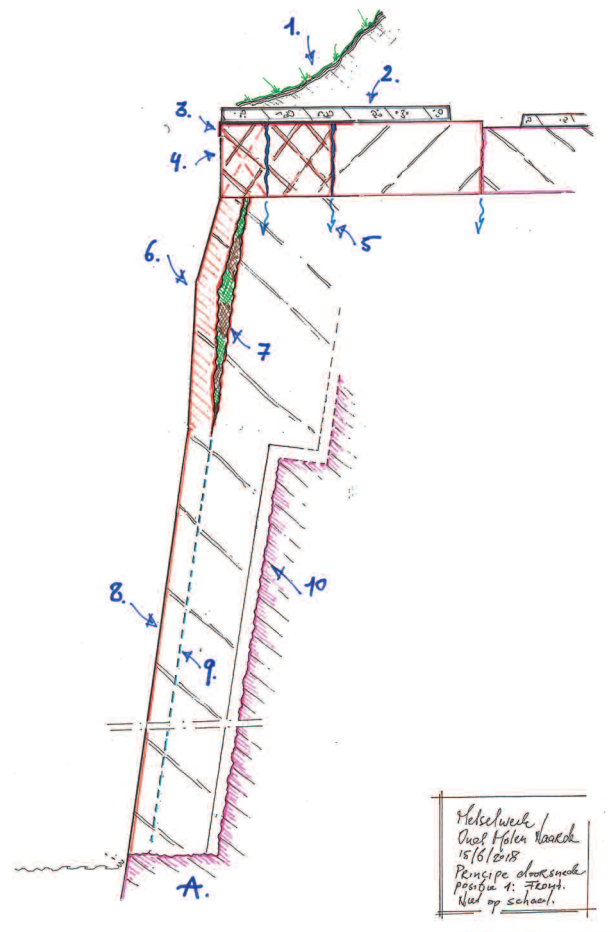 1.
2.
3.
4.
5
6.
7
8.
9.
10
A.
Metselwerk /
Oud Molen Naarden
15/6/2018
Principe doorsnede
positie 1: Front.
Niet op schaal.